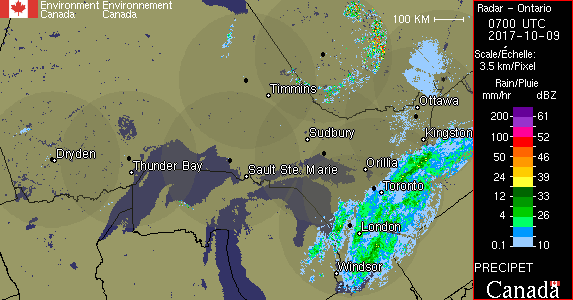 Environment Environnement
Canada Canada
100 KM
Timmins
Ottawa
Sudbury
Kingston
Dryden
Thunder Bay
Sault Ste. Marie
Orillia
Toronto
London
Windsor
Radar - Ontario
0700 UTC
2017-10-09
Scale/Échelle:
3.5 km/Pixel
Rain/Pluie
mm/hr dBZ
200 61
100 52
50 46
24 39
12 33
4 26
0.1 10
PRECIPET
Canada